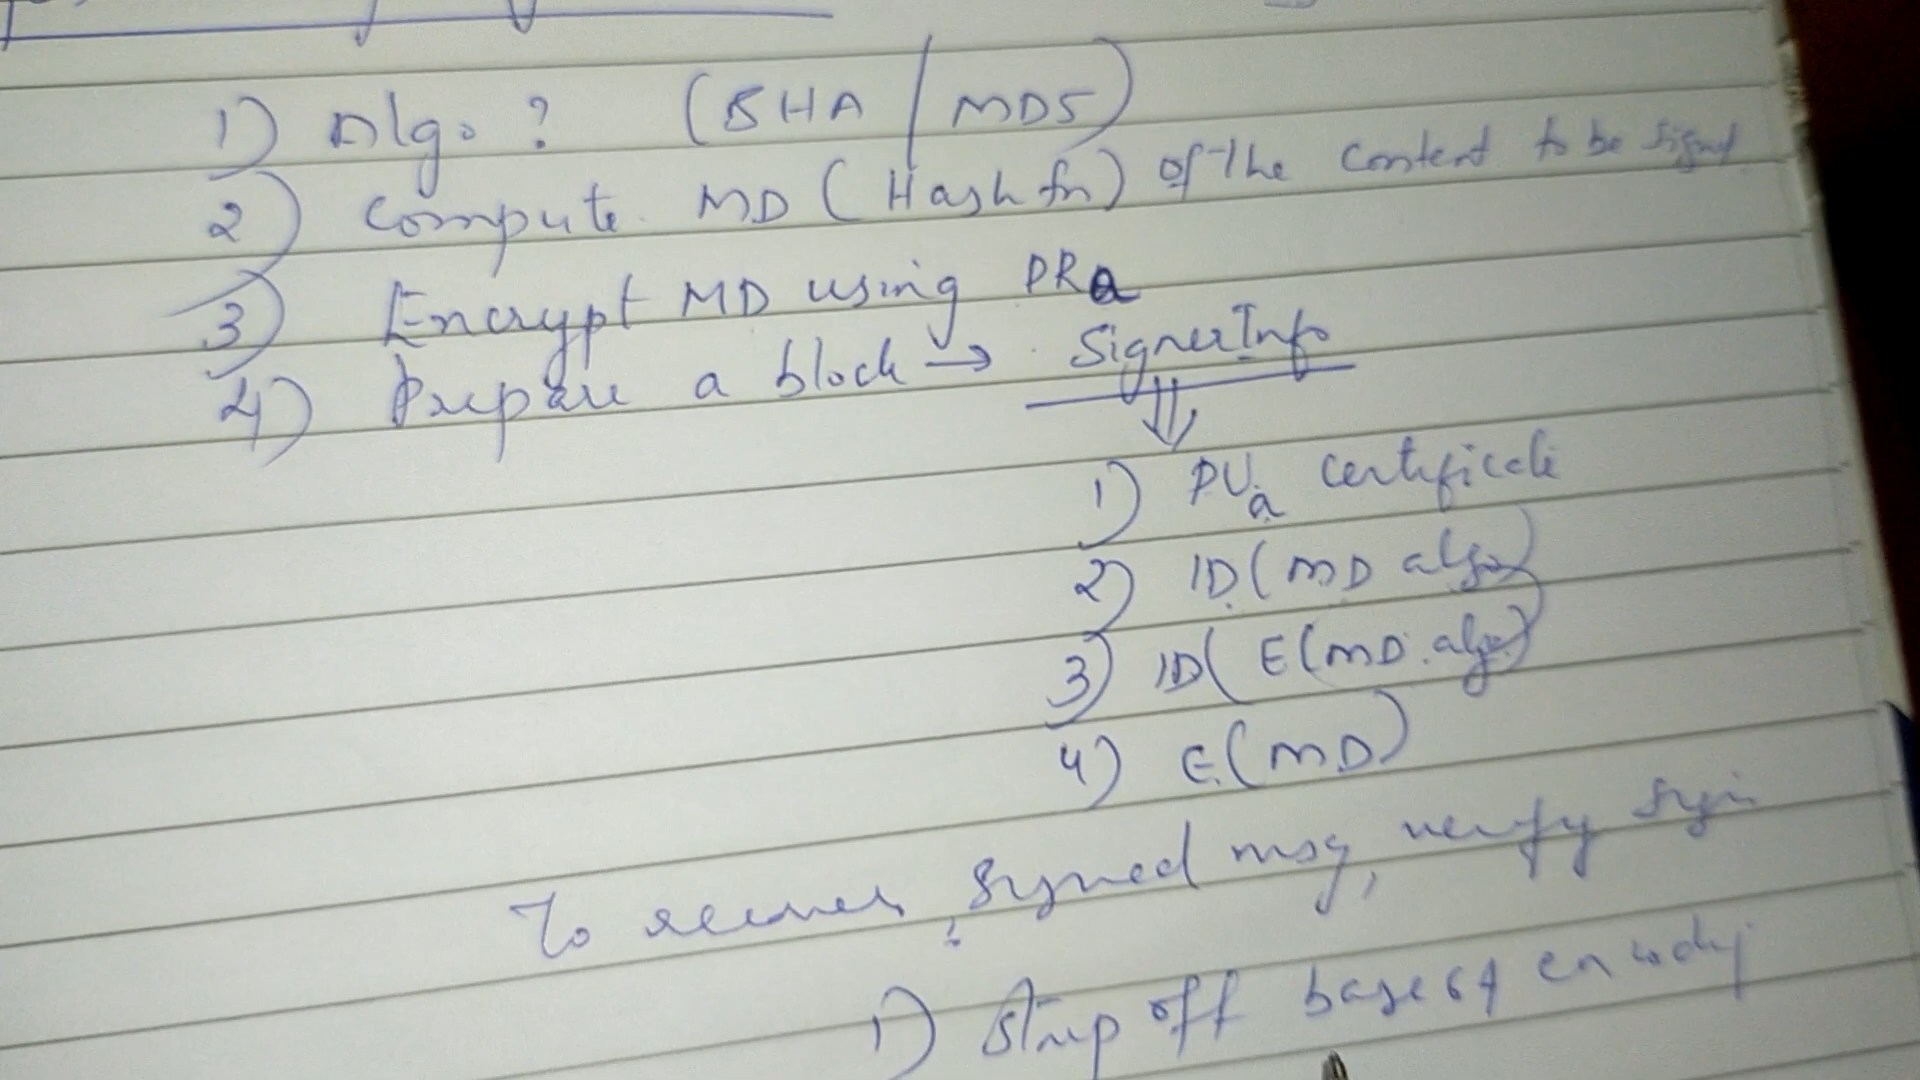 1) Algo ? (SHA / MD5)
2) Compute MD (Hash fn) of the content to be signed
3) Encrypt MD using PRa
4) Prepare a block → SignerInfo
⇓
1) PUa certificate
2) ID(MD algo)
3) ID(E(MD.algo)
4) E(MD)
To recover signed msg, verify sign
1) Strip off base64 encoding